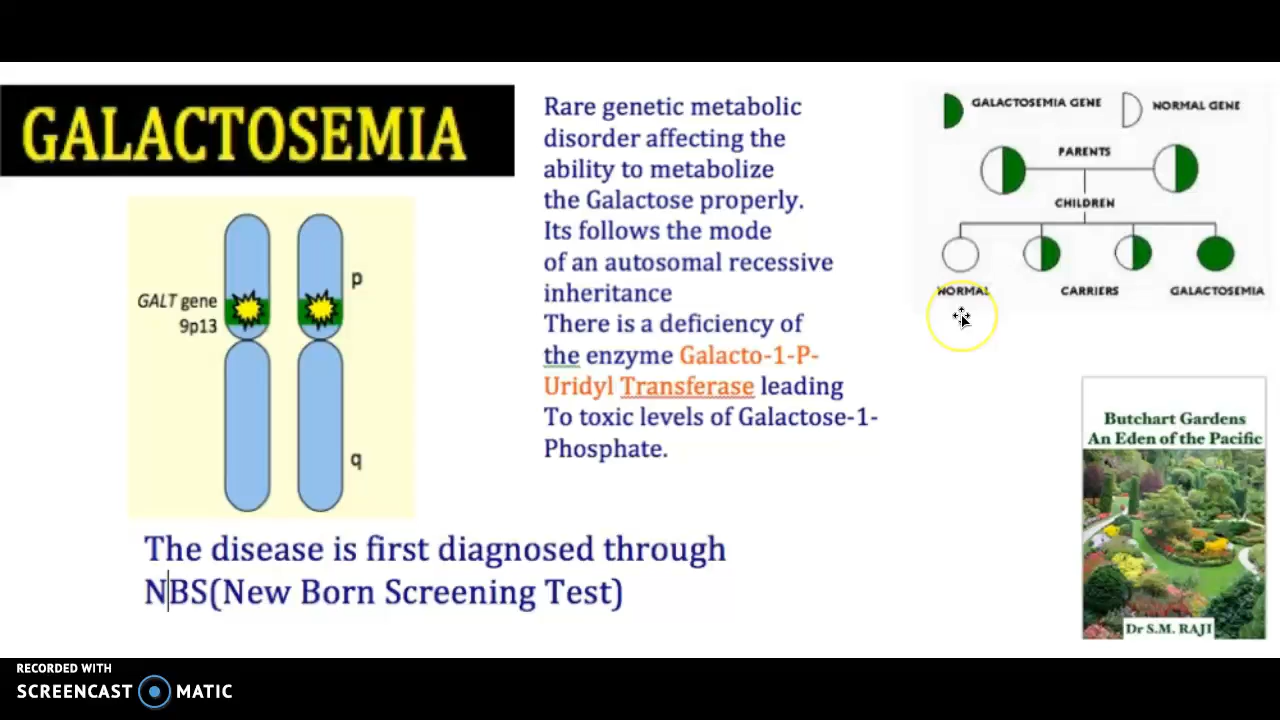 GALACTOSEMIA
GALT gene
9p13
p
q
Rare genetic metabolic
disorder affecting the
ability to metabolize
the Galactose properly.
Its follows the mode
of an autosomal recessive
inheritance
There is a deficiency of
the enzyme Galacto-1-P-
Uridyl Transferase leading
To toxic levels of Galactose-1-
Phosphate.
GALACTOSEMIA GENE
NORMAL GENE
PARENTS
CHILDREN
NORMAL
CARRIERS
GALACTOSEMIA
Butchart Gardens
An Eden of the Pacific
Dr S.M. RAJI
The disease is first diagnosed through
NBS(New Born Screening Test)
RECORDED WITH
SCREENCAST MATIC